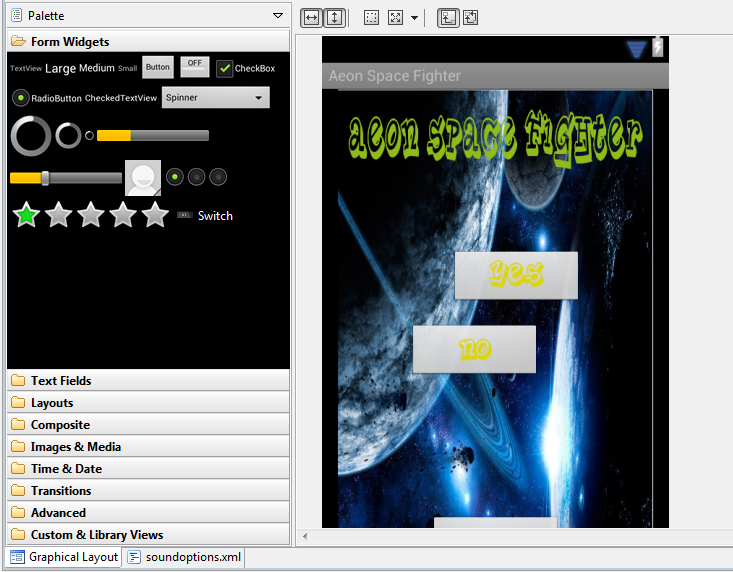 Palette
Form Widgets
TextView Large Medium Small Button OFF CheckBox
RadioButton CheckedTextView Spinner
Switch
Text Fields
Layouts
Composite
Images & Media
Time & Date
Transitions
Advanced
Custom & Library Views
Graphical Layout soundoptions.xml
Aeon Space Fighter
aeon space fighter
yes
no